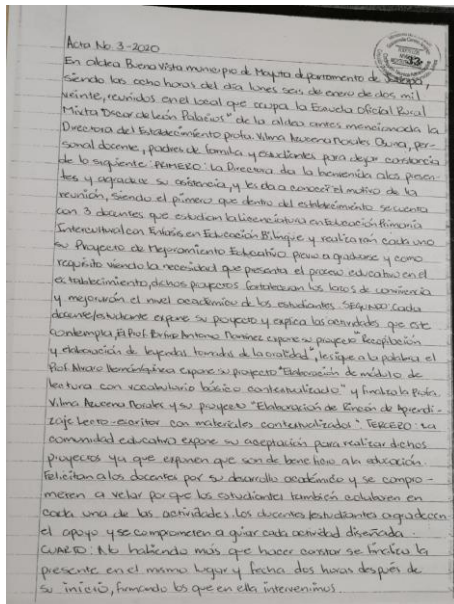 Acta No. 3-2020
33
En aldea Buena Vista municipio de Moyuta departamento de Jutiapa,
siendo las ocho horas del día lunes seis de enero de dos mil
veinte, reunidos en el local que ocupa la Escuela Oficial Rural
Mixta "Oscar de León Palacios" de la aldea antes mencionada la
Directora del Establecimiento profa. Vilma Azucena Morales, per-
sonal docente, padres de familia y estudiantes para dejar constancia
de lo siguiente: PRIMERO: La Directora da la bienvenida a los presen-
tes y agradece su asistencia, y les da a conocer el motivo de la
reunión, siendo el primero que dentro del establecimiento se cuenta
con 3 docentes que estudian la licenciatura en Educación Primaria
Intercultural con Énfasis en Educación Bilingüe y realizarán cada uno
su Proyecto de Mejoramiento Educativo previo a graduarse y como
requisito viendo la necesidad que presenta el proceso educativo en el
establecimiento, dichos proyectos fortalezcan los lazos de convivencia
y mejorarán el nivel académico de los estudiantes. SEGUNDO: Cada
docente/estudiante expone su proyecto y explica las actividades que este
contempla, El Prof. Antonio expone su proyecto "Recopilación
y elaboración de leyendas tomadas de la oralidad", le sigue a la palabra el
Prof. Alvaro Hernández expone su proyecto "Elaboración de módulo de
lectura con vocabulario básico contextualizado" y finaliza la Profa.
Vilma Azucena Morales y su proyecto "Elaboración de Rincón de Aprendi-
zaje Lecto-escritor con materiales contextualizados" TERCERO: La
comunidad educativa expone su aceptación para realizar dichos
proyectos ya que exponen que son de beneficio a la educación.
Felicitan a los docentes por su desarrollo académico y se compro-
meten a velar porque los estudiantes también colaboren en
cada una de las actividades, los docentes/estudiantes agradecen
el apoyo y se comprometen a guiar cada actividad diseñada.
CUARTO: No habiendo más que hacer constar se finaliza la
presente en el mismo lugar y fecha dos horas después de
su inicio, firmando los que en ella intervenimos.